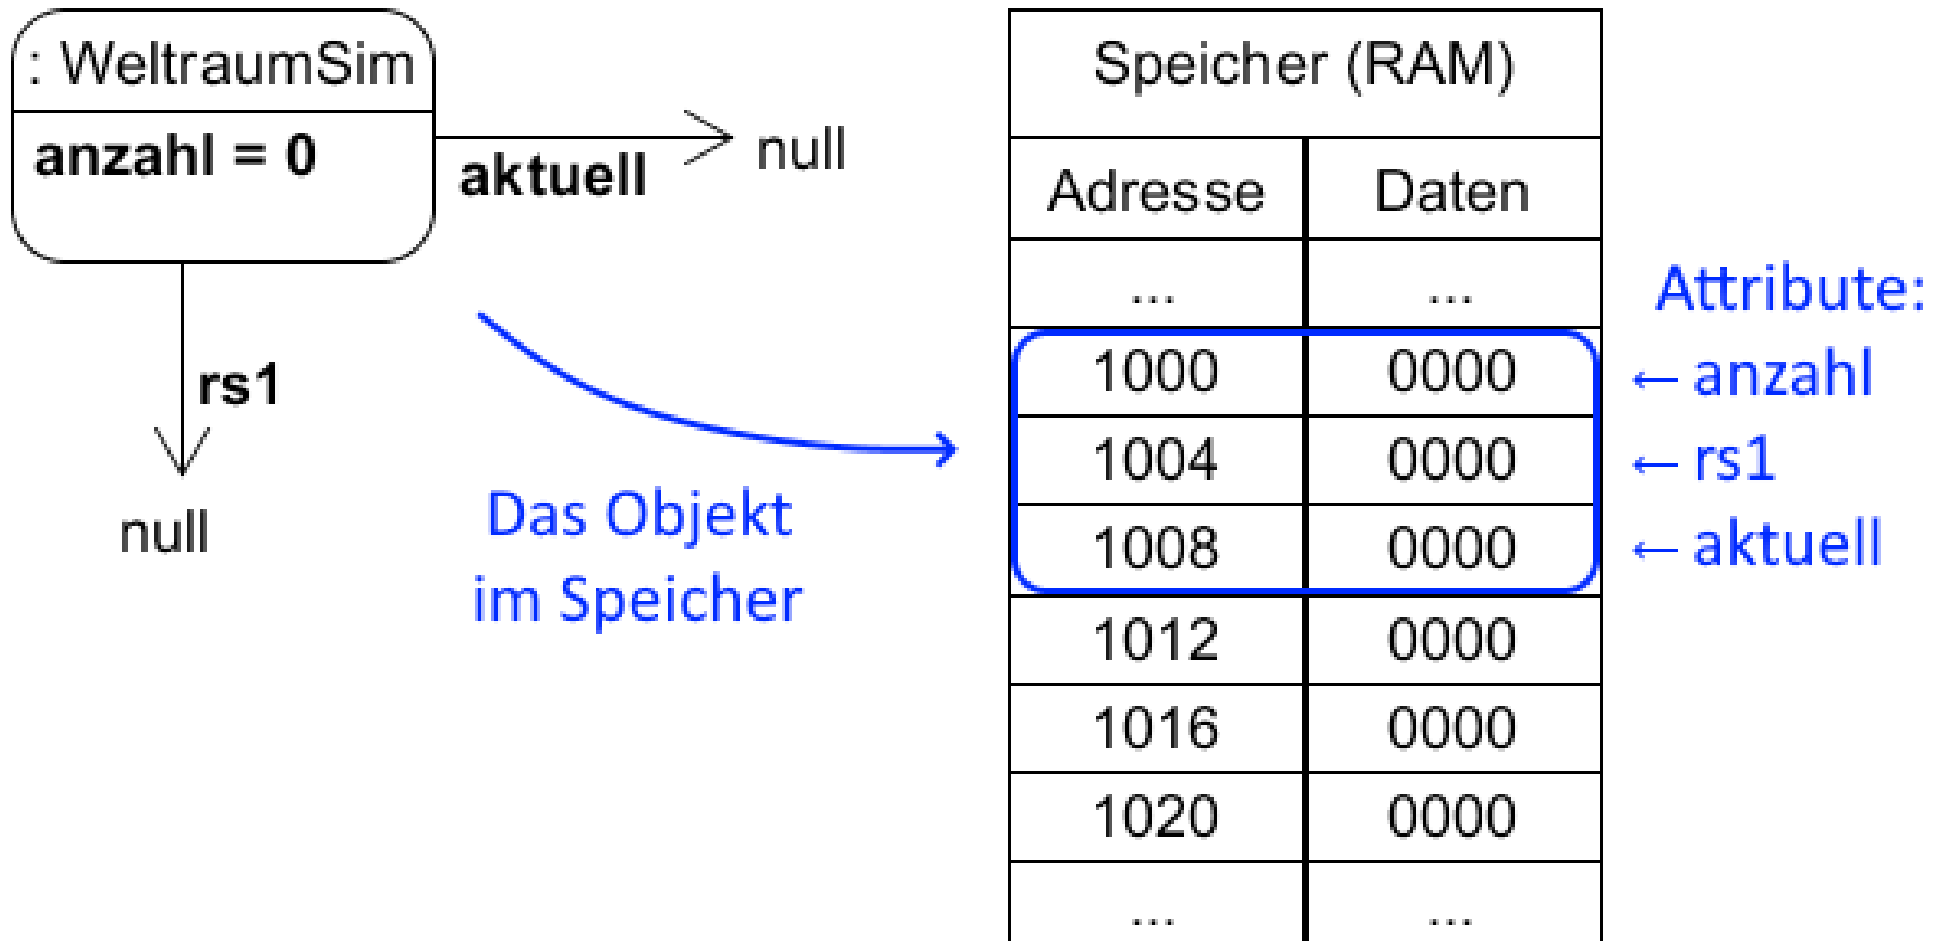 : WeltraumSim
anzahl = 0
aktuell
null
rs1
null
Das Objekt
im Speicher
Speicher (RAM)
Adresse Daten
... ...
1000 0000
1004 0000
1008 0000
1012 0000
1016 0000
1020 0000
... ...
Attribute:
← anzahl
← rs1
← aktuell